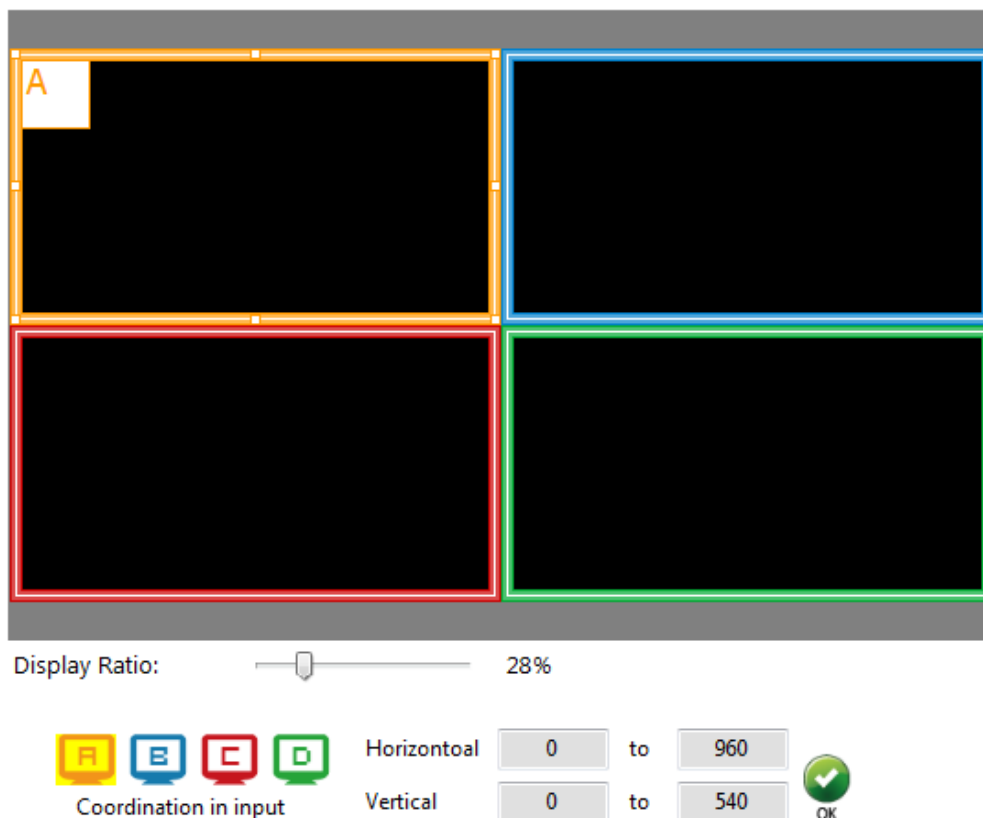 A
Display Ratio: 28%
A B C D
Horizontoal 0 to 960
Coordination in input
Vertical 0 to 540
OK